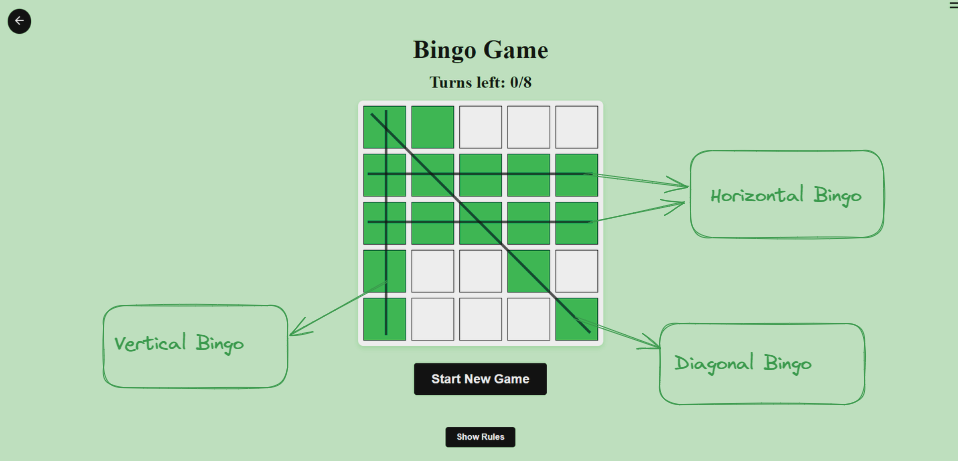 Bingo Game
Turns left: 0/8
Horizontal Bingo
Vertical Bingo
Diagonal Bingo
Start New Game
Show Rules